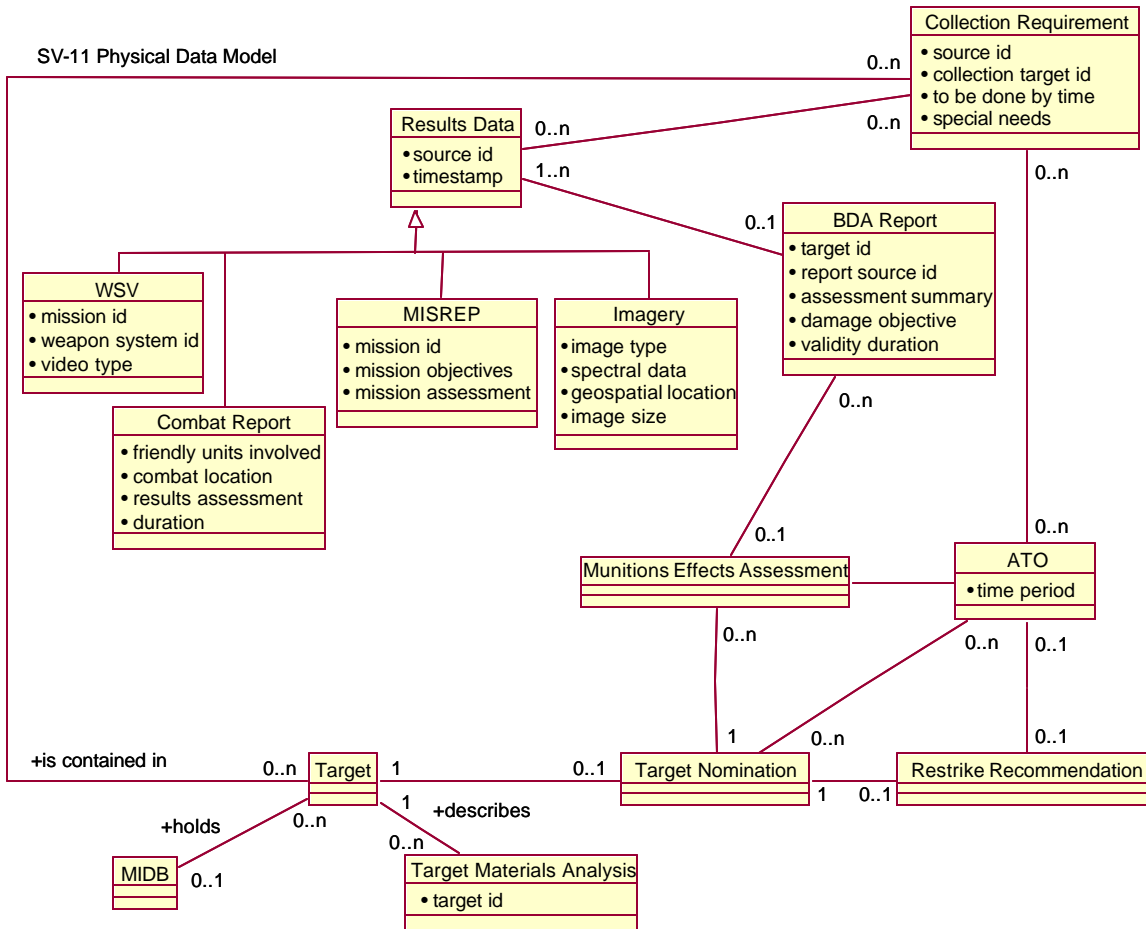 SV-11 Physical Data Model
Collection Requirement
• source id
• collection target id
• to be done by time
• special needs
0..n
0..n
0..n
Results Data
• source id
• timestamp
0..n
1..n
0..1
BDA Report
• target id
• report source id
• assessment summary
• damage objective
• validity duration
0..n
WSV
• mission id
• weapon system id
• video type
MISREP
• mission id
• mission objectives
• mission assessment
Imagery
• image type
• spectral data
• geospatial location
• image size
Combat Report
• friendly units involved
• combat location
• results assessment
• duration
0..1
Munitions Effects Assessment
0..n
0..n
ATO
• time period
0..n
0..1
+is contained in
0..n
Target
1
0..1
1
Target Nomination
0..n
1
0..1
0..1
Restrike Recommendation
0..n
+holds
0..1
MIDB
1
+describes
0..n
Target Materials Analysis
• target id